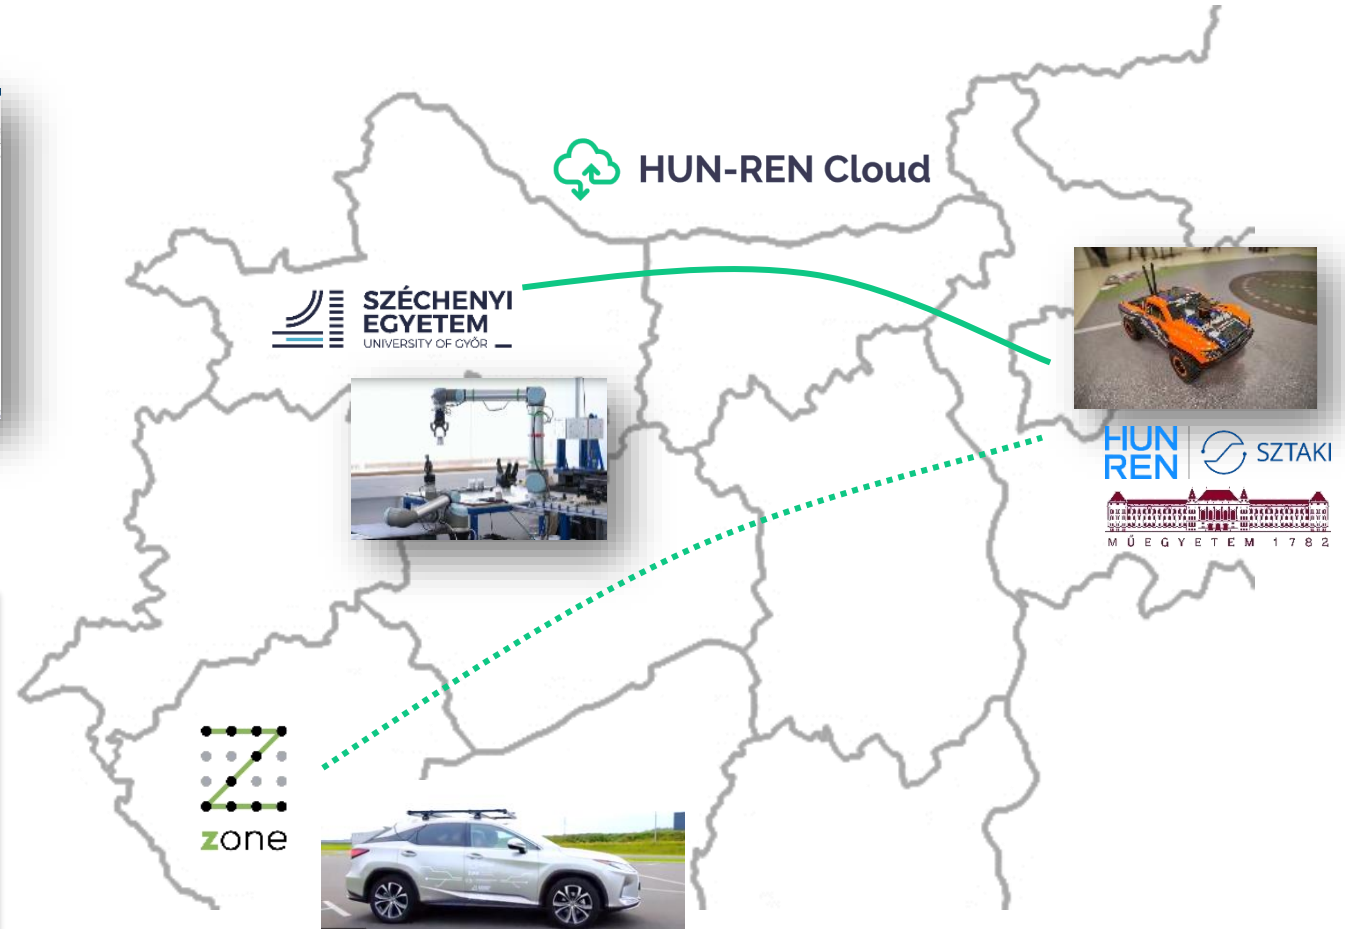 HUN-REN Cloud
SZÉCHENYI
EGYETEM
UNIVERSITY OF GYŐR
HUN
REN
SZTAKI
MŰEGYETEM 1782
zone